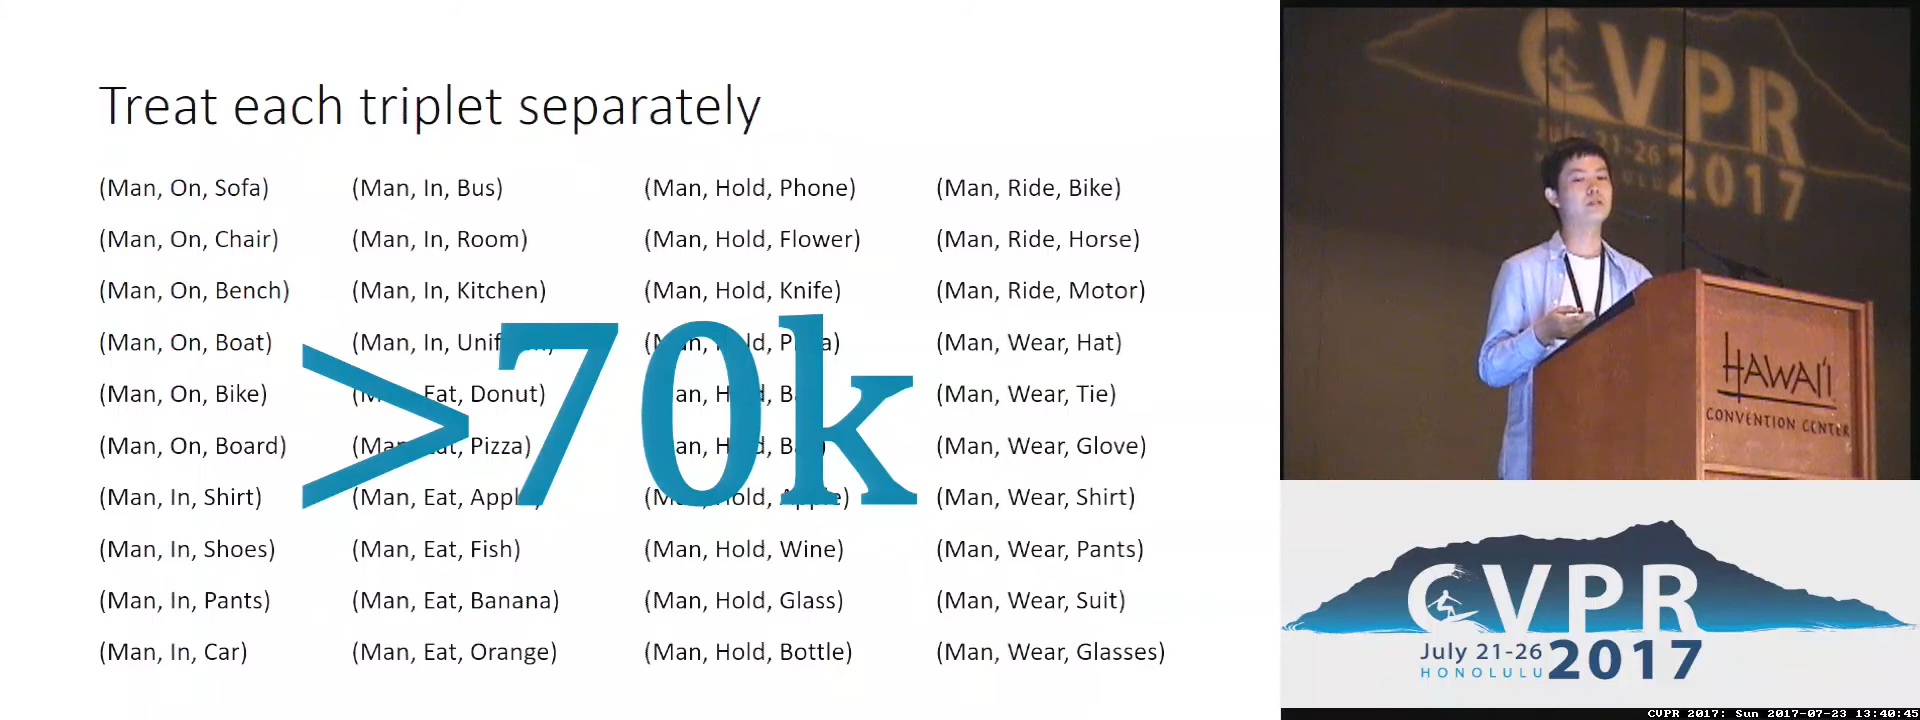 Treat each triplet separately
(Man, On, Sofa)
(Man, On, Chair)
(Man, On, Bench)
(Man, On, Boat)
(Man, On, Bike)
(Man, On, Board)
(Man, In, Shirt)
(Man, In, Shoes)
(Man, In, Pants)
(Man, In, Car)
(Man, In, Bus)
(Man, In, Room)
(Man, In, Kitchen)
(Man, In,
Eat, Donut)
Pizza)
(Man, Eat,
(Man, Eat, Fish)
(Man, Eat, Banana)
(Man, Eat, Orange)
(Man, Hold, Phone)
(Man, Hold, Flower)
(Man, Hold, Knife)
(Man, Hold, Wine)
(Man, Hold, Glass)
(Man, Hold, Bottle)
(Man, Ride, Bike)
(Man, Ride, Horse)
(Man, Ride, Motor)
(Man, Wear, Hat)
(Man, Wear, Tie)
(Man, Wear, Glove)
(Man, Wear, Shirt)
(Man, Wear, Pants)
(Man, Wear, Suit)
(Man, Wear, Glasses)
>70k
CVPR
21-26
2017
HAWAI'I
CONVENTION CENTER
CVPR
July 21-26
HONOLULU
2017
CVPR 2017: Sun 2017-07-23 13:40:45